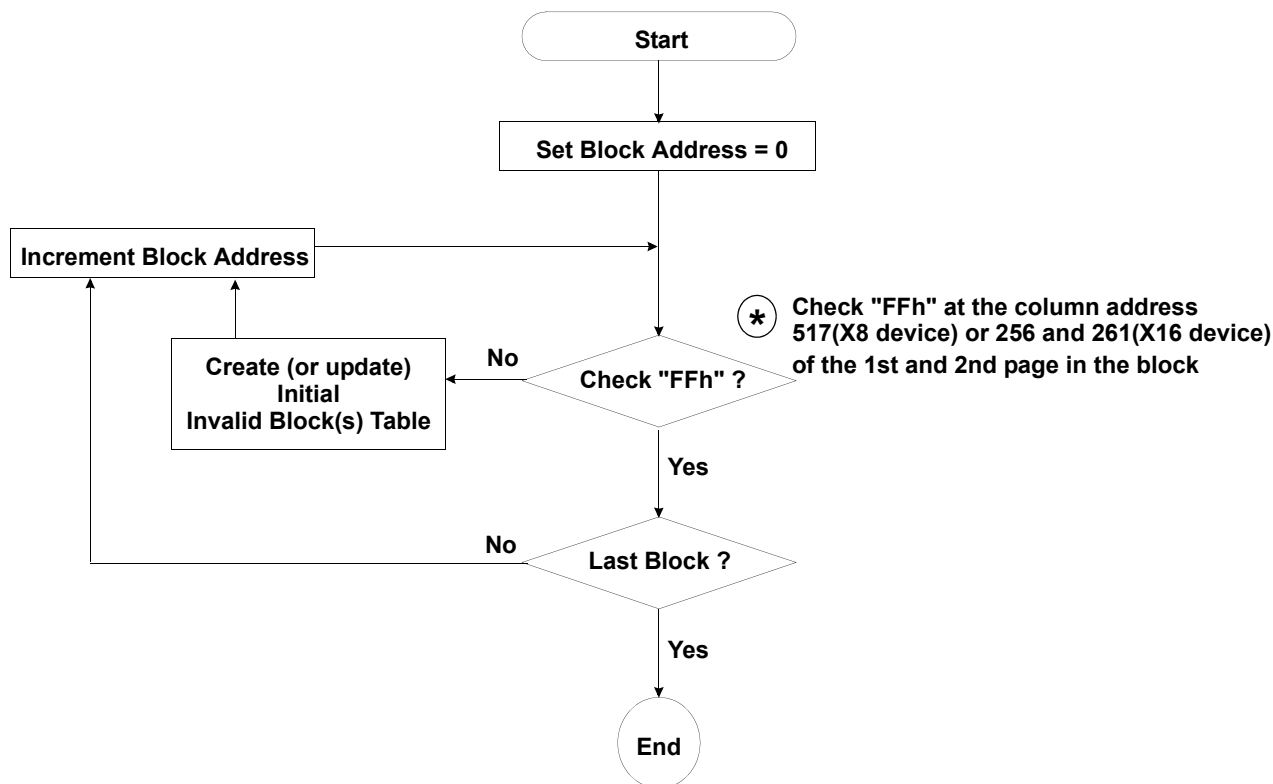 Start
Set Block Address = 0
Increment Block Address
*
Check "FFh" at the column address
517(X8 device) or 256 and 261(X16 device)
of the 1st and 2nd page in the block
No
Check "FFh" ?
Create (or update)
Initial
Invalid Block(s) Table
Yes
No
Last Block ?
Yes
End